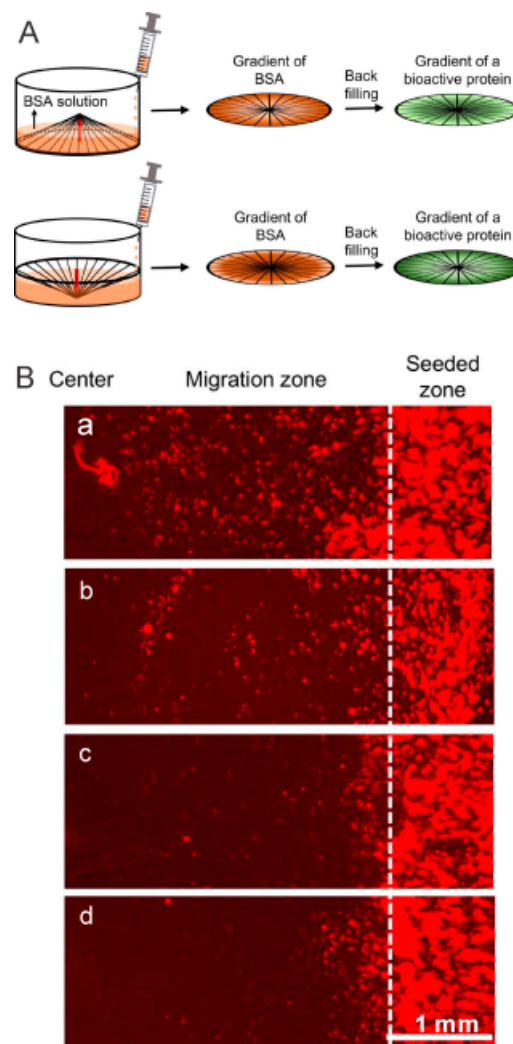 A
BSA solution
Gradient of
BSA
Back
filling
Gradient of a
bioactive protein
Gradient of
BSA
Back
filling
Gradient of a
bioactive protein
B
Center
Migration zone
Seeded
zone
a
b
c
d
1 mm